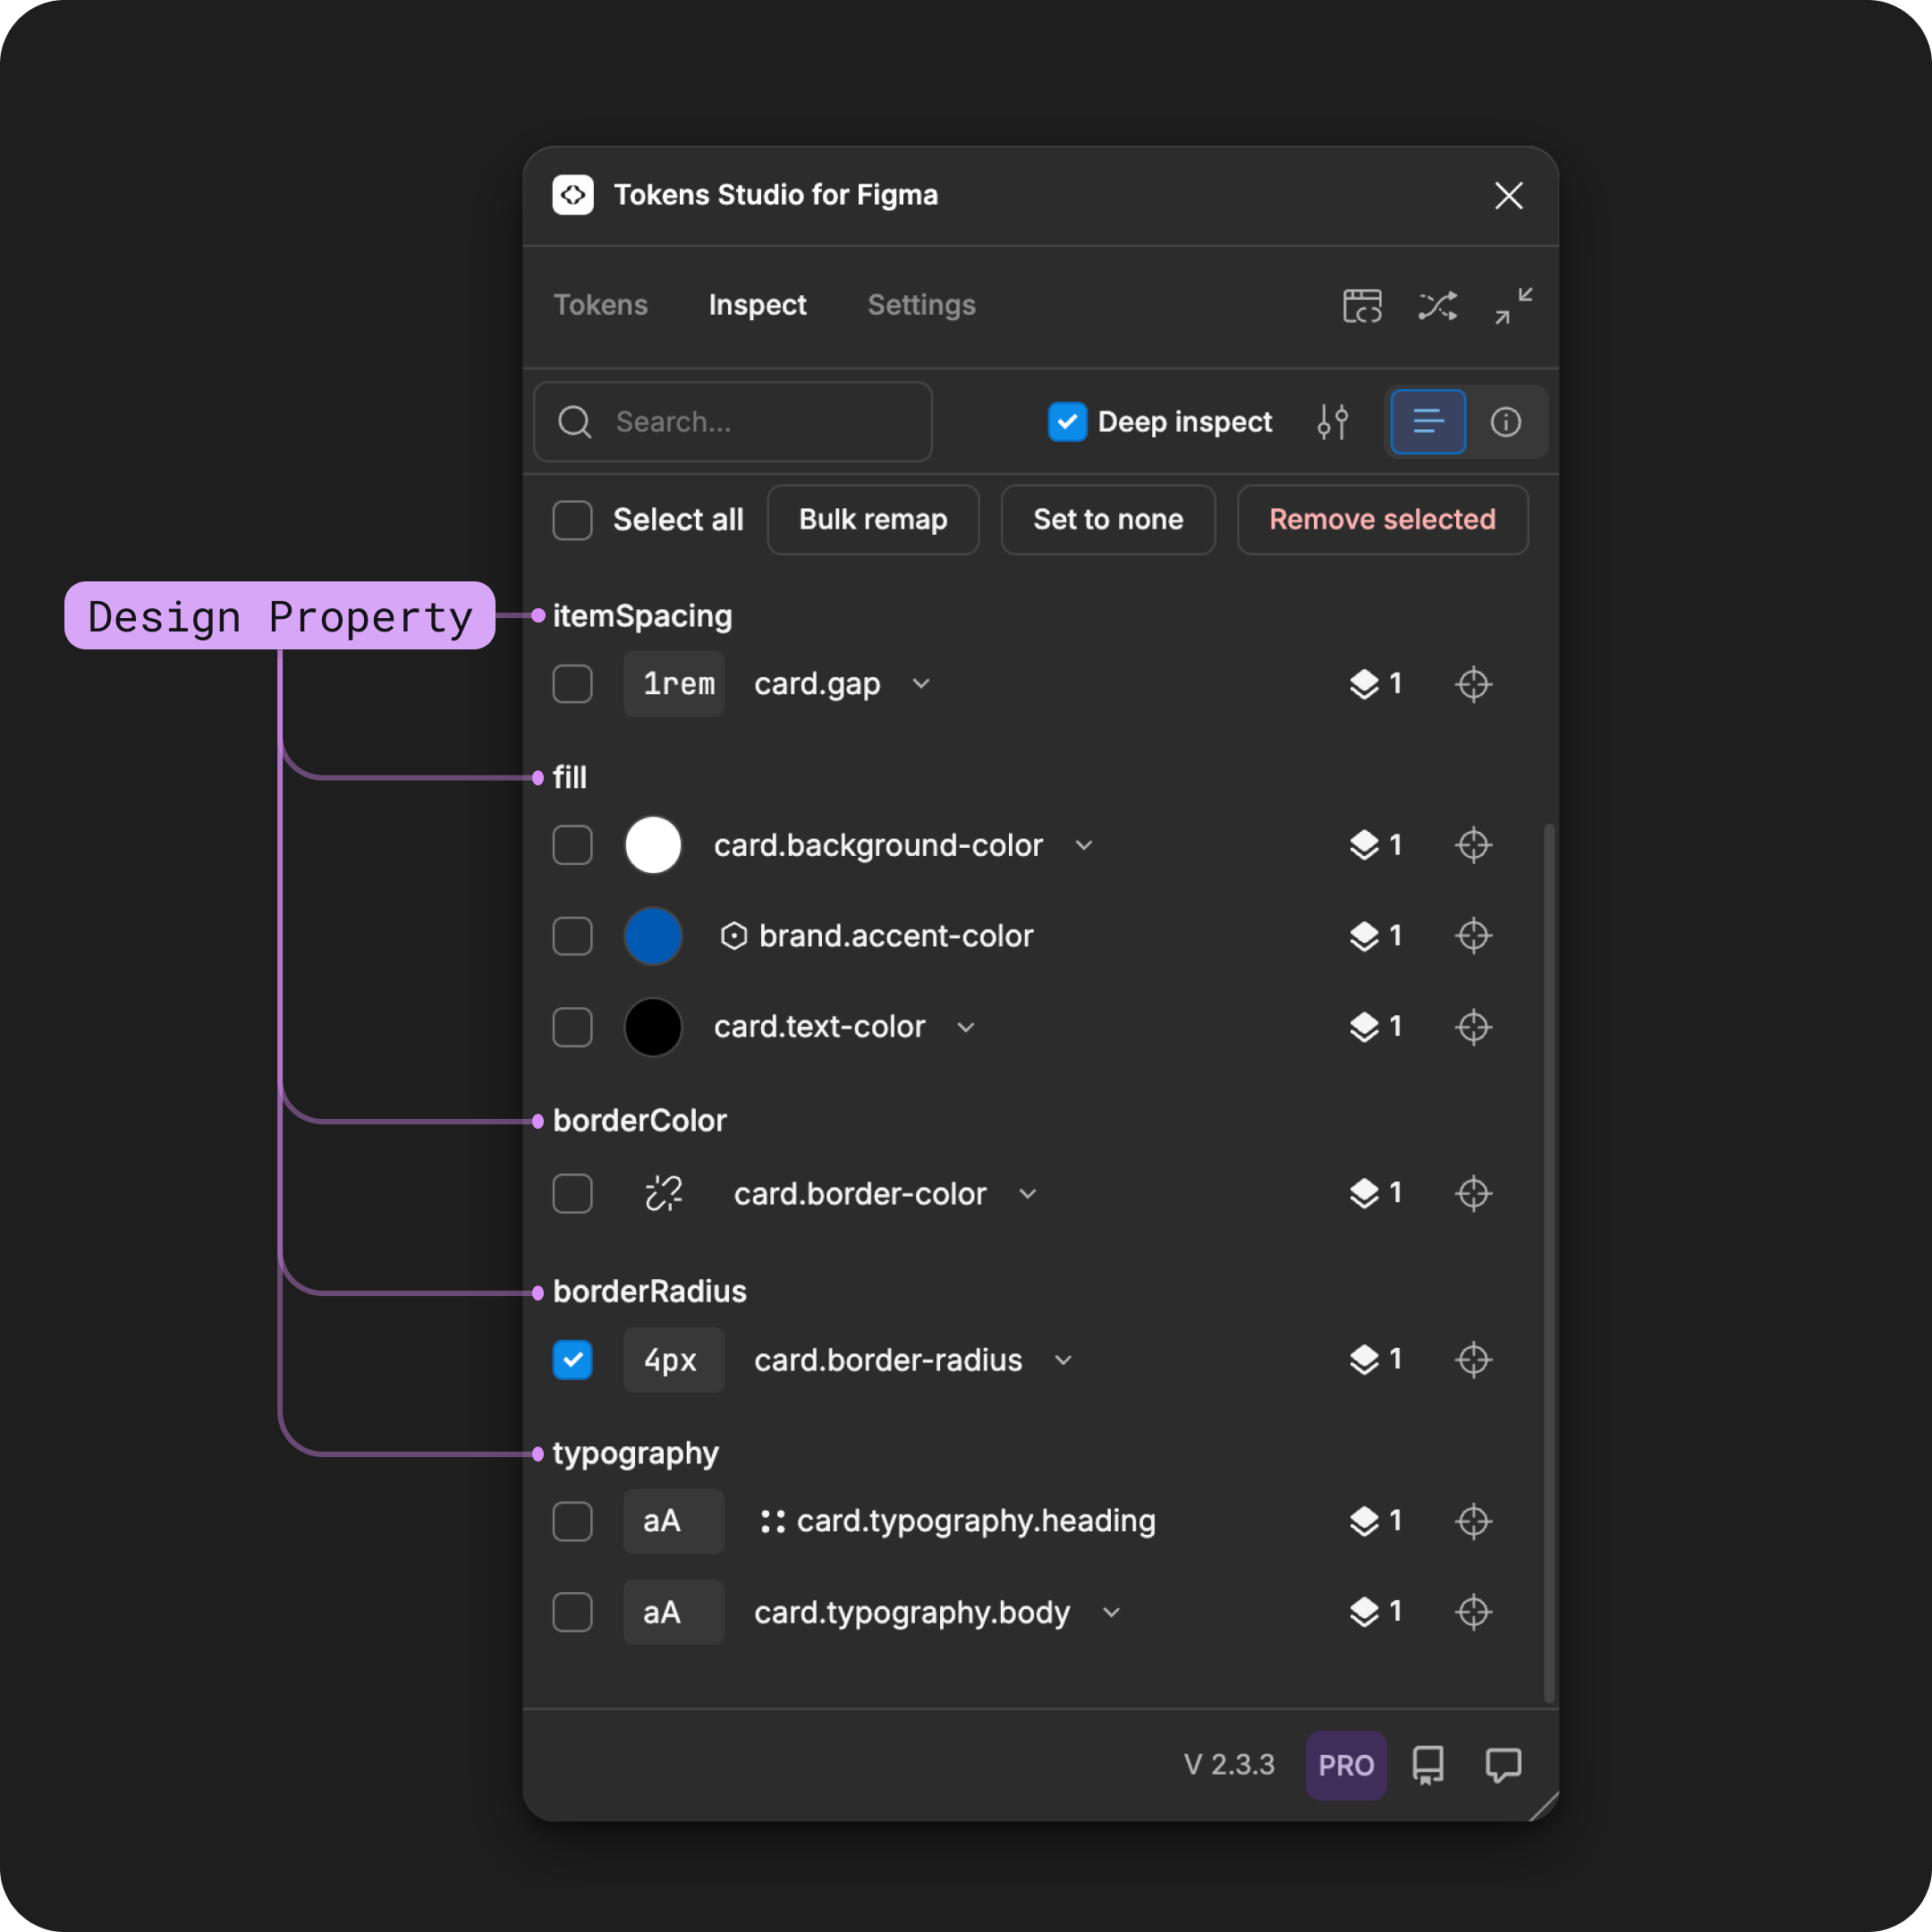 Tokens Studio for Figma
Tokens Inspect Settings
Search... Deep inspect
Select all Bulk remap Set to none Remove selected
Design Property
itemSpacing
1rem card.gap 1
fill
card.background-color 1
brand.accent-color 1
card.text-color 1
borderColor
card.border-color 1
borderRadius
4px card.border-radius 1
typography
aA card.typography.heading 1
aA card.typography.body 1
V 2.3.3 PRO